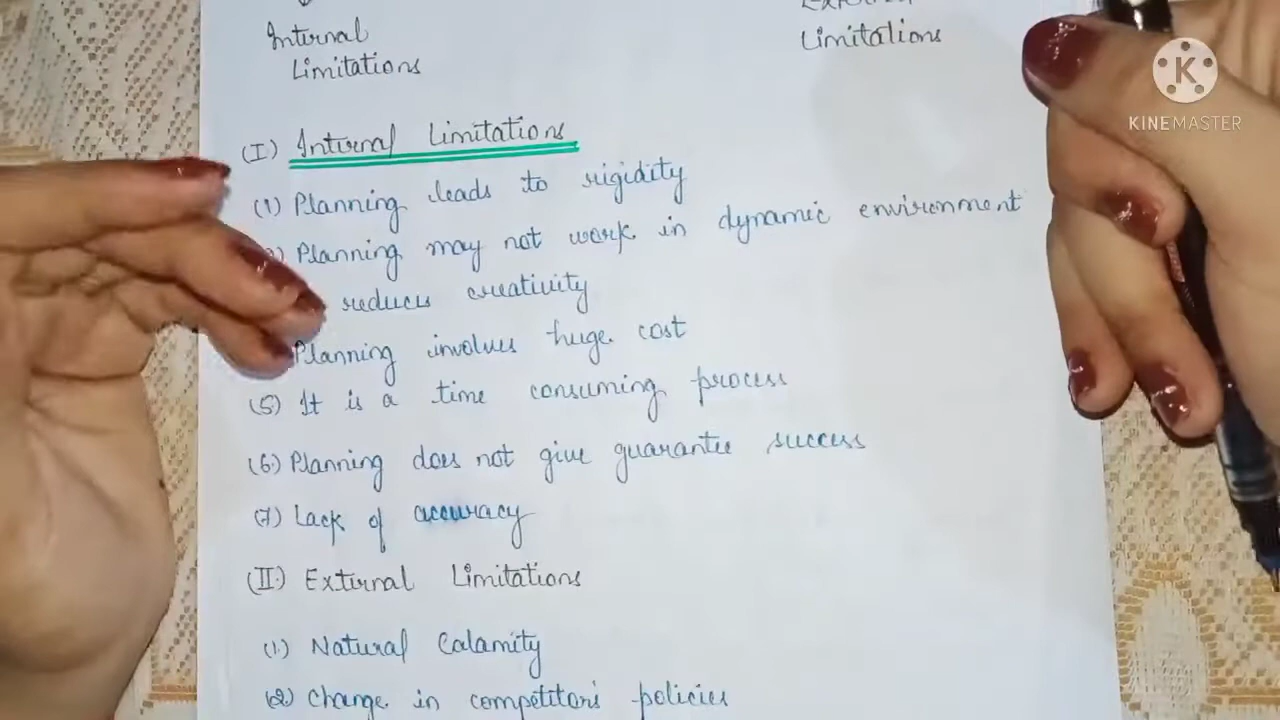 Internal
Limitations
Limitations
KINEMASTER
(I) Internal Limitations
(1) Planning leads to rigidity
Planning may not work in dynamic environment
reduces creativity
Planning involves huge cost
(5) It is a time consuming process
(6) Planning does not give guarantee success
(7) Lack of accuracy
(II) External Limitations
(1) Natural Calamity
(2) Change in competitors policies